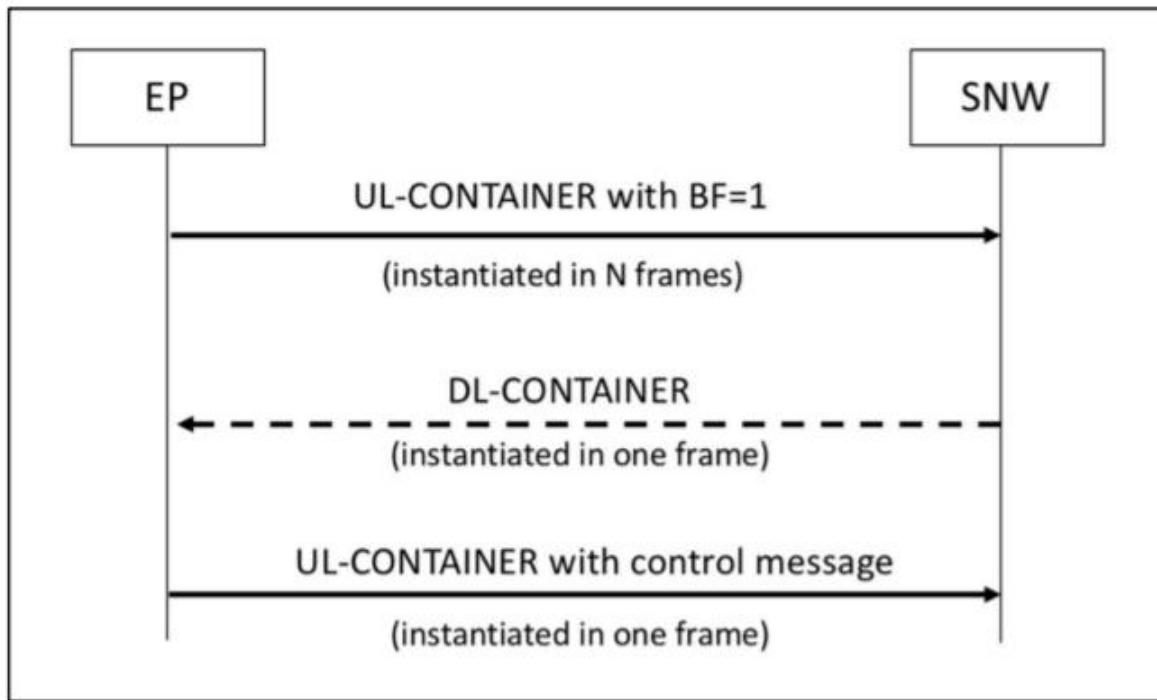 EP
SNW
UL-CONTAINER with BF=1
(instantiated in N frames)
DL-CONTAINER
(instantiated in one frame)
UL-CONTAINER with control message
(instantiated in one frame)